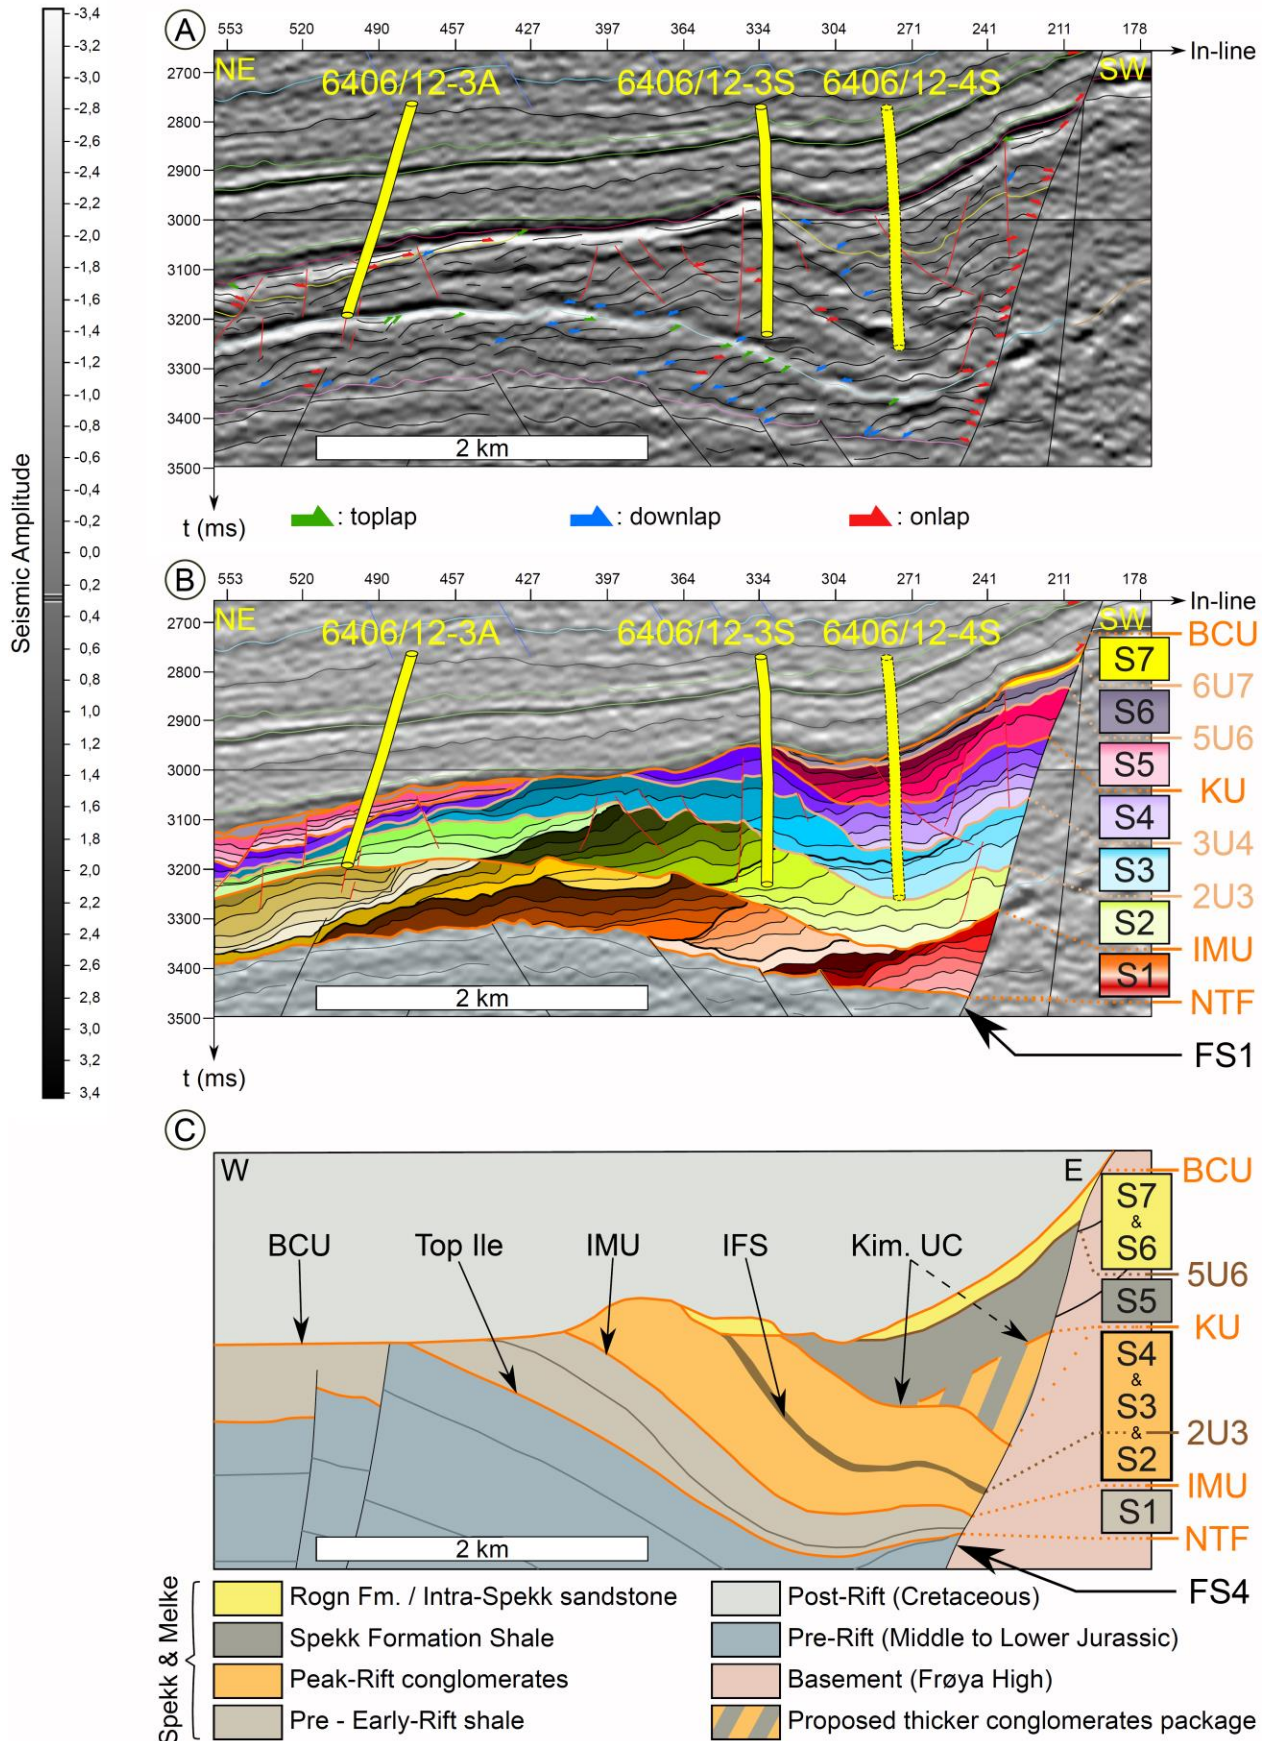 Seismic Amplitude
-3,4
-3,2
-3,0
-2,8
-2,6
-2,4
-2,2
-2,0
-1,8
-1,6
-1,4
-1,2
-1,0
-0,8
-0,6
-0,4
-0,2
0,0
0,2
0,4
0,6
0,8
1,0
1,2
1,4
1,6
1,8
2,0
2,2
2,4
2,6
2,8
3,0
3,2
3,4
A
553 520 490 457 427 397 364 334 304 271 241 211 178
In-line
NE SW
6406/12-3A 6406/12-3S 6406/12-4S
2700
2800
2900
3000
3100
3200
3300
3400
3500
2 km
t (ms)
: toplap : downlap : onlap
B
553 520 490 457 427 397 364 334 304 271 241 211 178
In-line
NE SW
6406/12-3A 6406/12-3S 6406/12-4S
2700
2800
2900
3000
3100
3200
3300
3400
3500
2 km
t (ms)
BCU
S7
6U7
S6
5U6
S5
KU
S4
3U4
S3
2U3
S2
IMU
S1
NTF
FS1
C
W E
BCU Top Ile IMU IFS Kim. UC
2 km
BCU
S7
&
S6
5U6
S5
KU
S4
&
S3
&
2U3
S2
IMU
S1
NTF
FS4
Spekk & Melke
Rogn Fm. / Intra-Spekk sandstone
Spekk Formation Shale
Peak-Rift conglomerates
Pre - Early-Rift shale
Post-Rift (Cretaceous)
Pre-Rift (Middle to Lower Jurassic)
Basement (Frøya High)
Proposed thicker conglomerates package